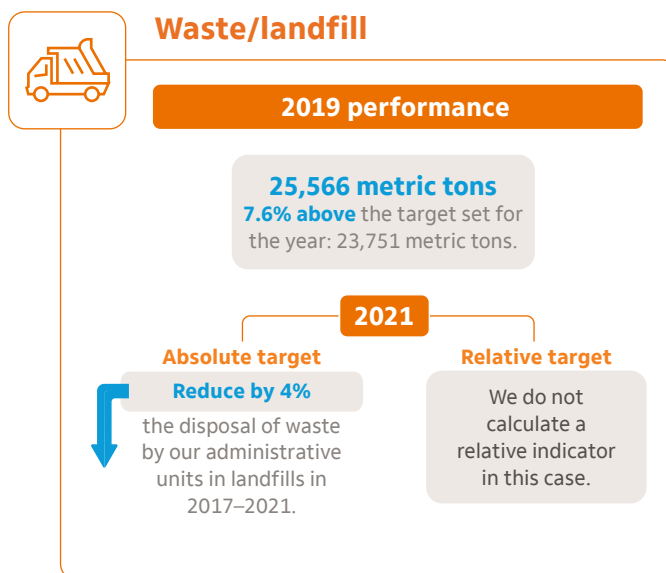 Waste/landfill
2019 performance
25,566 metric tons
7.6% above the target set for
the year: 23,751 metric tons.
2021
Absolute target
Reduce by 4%
the disposal of waste
by our administrative
units in landfills in
2017–2021.
Relative target
We do not
calculate a
relative indicator
in this case.